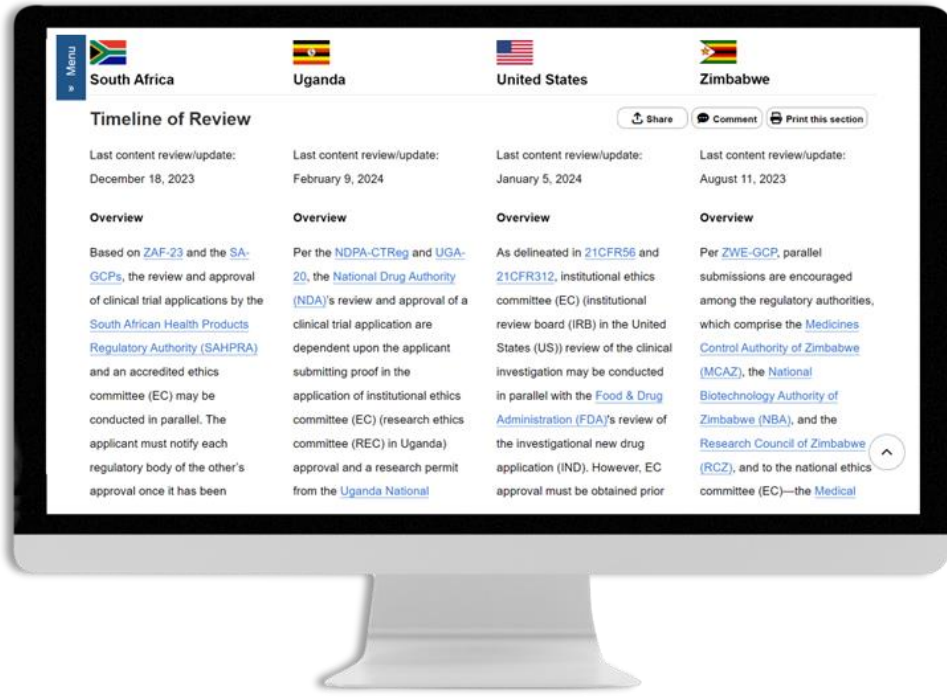 » Menu
South Africa
Uganda
United States
Zimbabwe
Timeline of Review
Share
Comment
Print this section
Last content review/update:
December 18, 2023
Overview
Based on ZAF-23 and the SA-
GCPs, the review and approval
of clinical trial applications by the
South African Health Products
Regulatory Authority (SAHPRA)
and an accredited ethics
committee (EC) may be
conducted in parallel. The
applicant must notify each
regulatory body of the other's
approval once it has been
Last content review/update:
February 9, 2024
Overview
Per the NDPA-CTReg and UGA-
20, the National Drug Authority
(NDA)'s review and approval of a
clinical trial application are
dependent upon the applicant
submitting proof in the
application of institutional ethics
committee (EC) (research ethics
committee (REC) in Uganda)
approval and a research permit
from the Uganda National
Last content review/update:
January 5, 2024
Overview
As delineated in 21CFR56 and
21CFR312, institutional ethics
committee (EC) (institutional
review board (IRB) in the United
States (US)) review of the clinical
investigation may be conducted
in parallel with the Food & Drug
Administration (FDA)'s review of
the investigational new drug
application (IND). However, EC
approval must be obtained prior
Last content review/update:
August 11, 2023
Overview
Per ZWE-GCP, parallel
submissions are encouraged
among the regulatory authorities,
which comprise the Medicines
Control Authority of Zimbabwe
(MCAZ), the National
Biotechnology Authority of
Zimbabwe (NBA), and the
Research Council of Zimbabwe
(RCZ), and to the national ethics
committee (EC)—the Medical